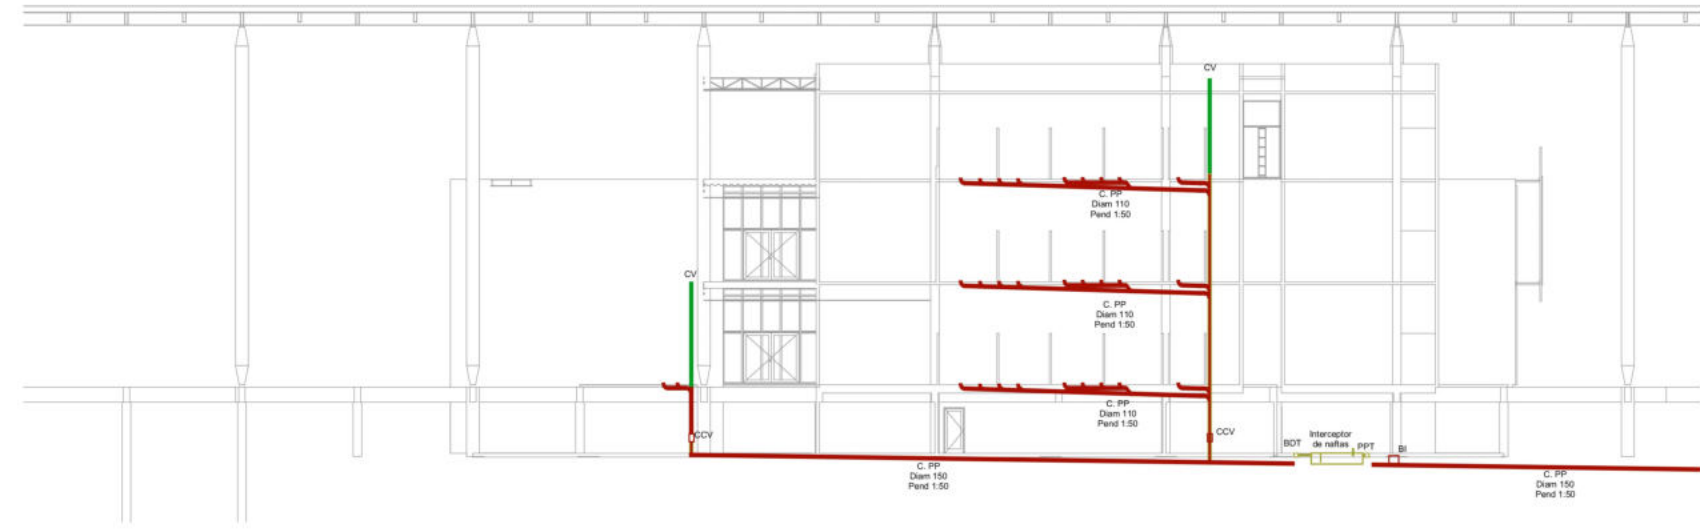 CV
C. PP
Diam 110
Pend 1:50
CV
C. PP
Diam 110
Pend 1:50
C. PP
Diam 110
Pend 1:50
CCV
CCV
BDT
Interceptor
de naftas
PPT
BI
C. PP
Diam 150
Pend 1:50
C. PP
Diam 150
Pend 1:50